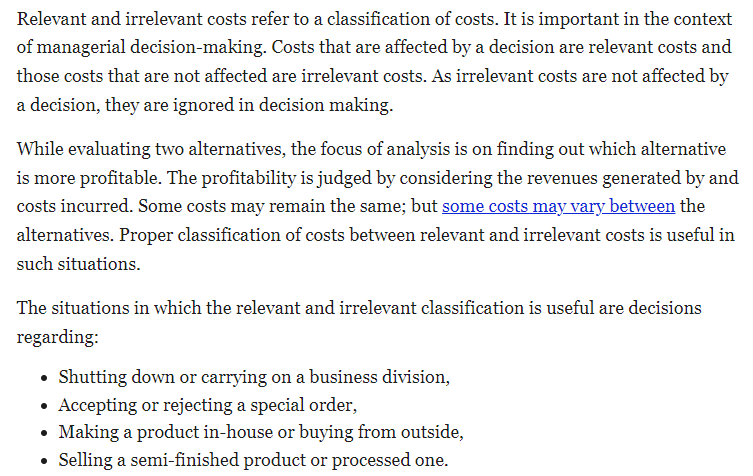 Relevant and irrelevant costs refer to a classification of costs. It is important in the context
of managerial decision-making. Costs that are affected by a decision are relevant costs and
those costs that are not affected are irrelevant costs. As irrelevant costs are not affected by
a decision, they are ignored in decision making.
While evaluating two alternatives, the focus of analysis is on finding out which alternative
is more profitable. The profitability is judged by considering the revenues generated by and
costs incurred. Some costs may remain the same; but some costs may vary between the
alternatives. Proper classification of costs between relevant and irrelevant costs is useful in
such situations.
The situations in which the relevant and irrelevant classification is useful are decisions
regarding:
• Shutting down or carrying on a business division,
• Accepting or rejecting a special order,
• Making a product in-house or buying from outside,
• Selling a semi-finished product or processed one.